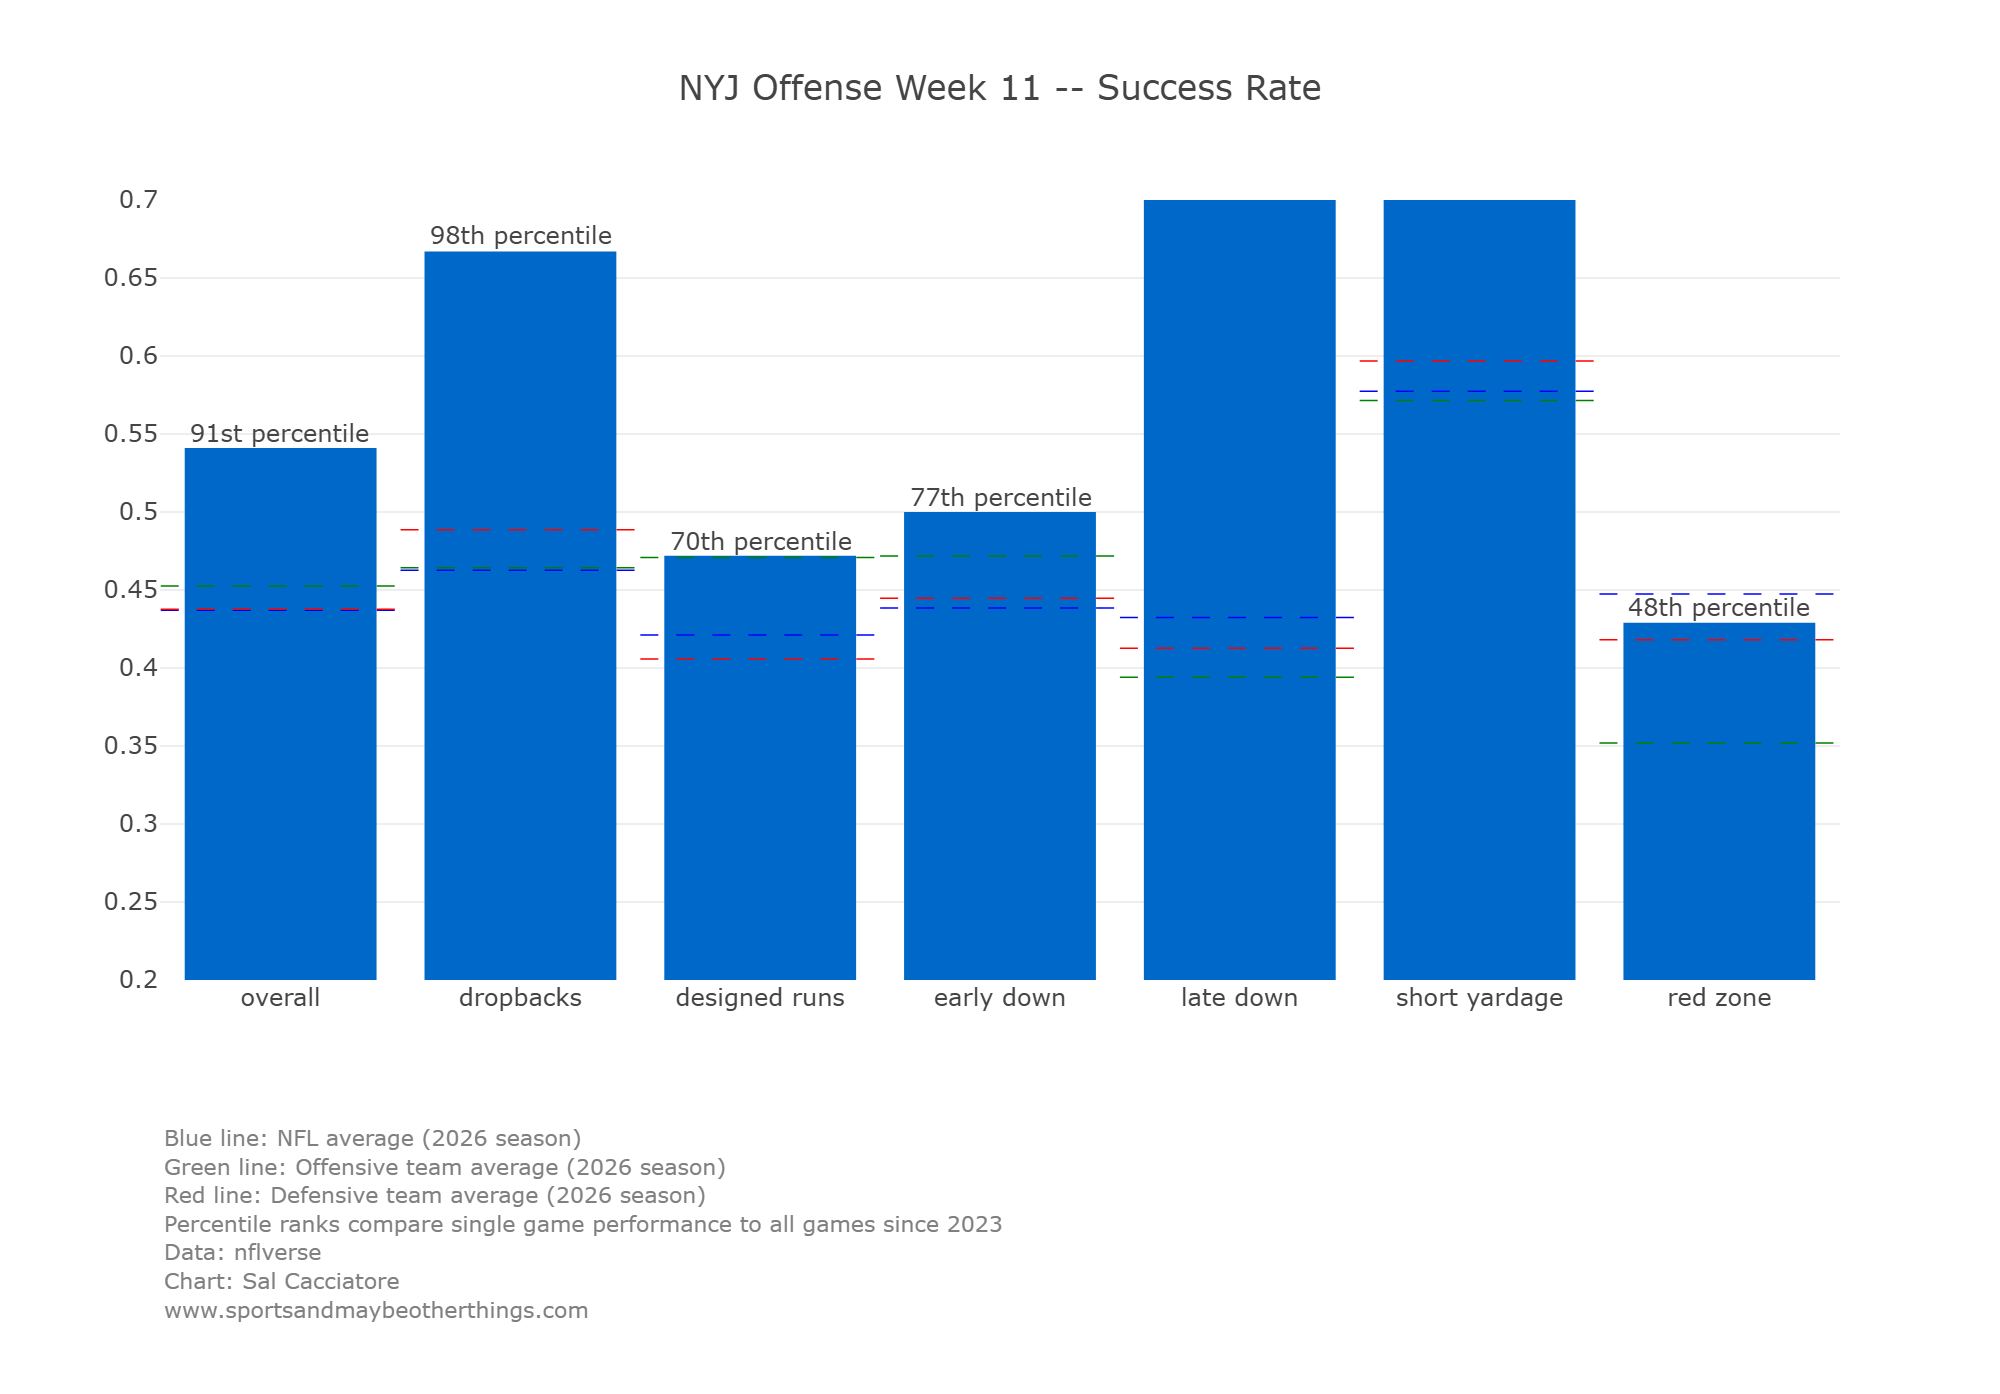 NYJ Offense Week 11 -- Success Rate
0.7
98th percentile
0.65
0.6
0.55
91st percentile
0.5
77th percentile
70th percentile
0.45
48th percentile
0.4
0.35
0.3
0.25
0.2
overall
dropbacks
designed runs
early down
late down
short yardage
red zone
Blue line: NFL average (2026 season)
Green line: Offensive team average (2026 season)
Red line: Defensive team average (2026 season)
Percentile ranks compare single game performance to all games since 2023
Data: nflverse
Chart: Sal Cacciatore
www.sportsandmaybeotherthings.com